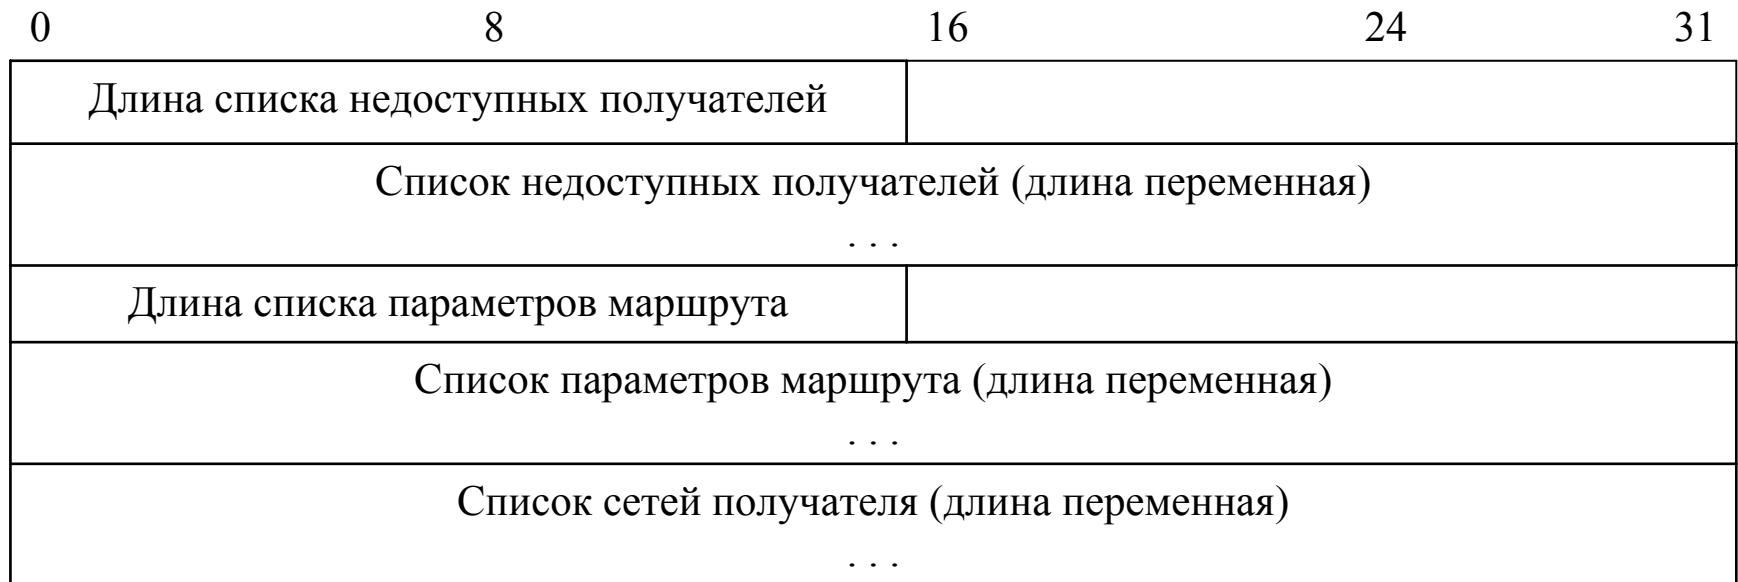 0 8 16 24 31
Длина списка недоступных получателей
Список недоступных получателей (длина переменная)
. . .
Длина списка параметров маршрута
Список параметров маршрута (длина переменная)
. . .
Список сетей получателя (длина переменная)
. . .